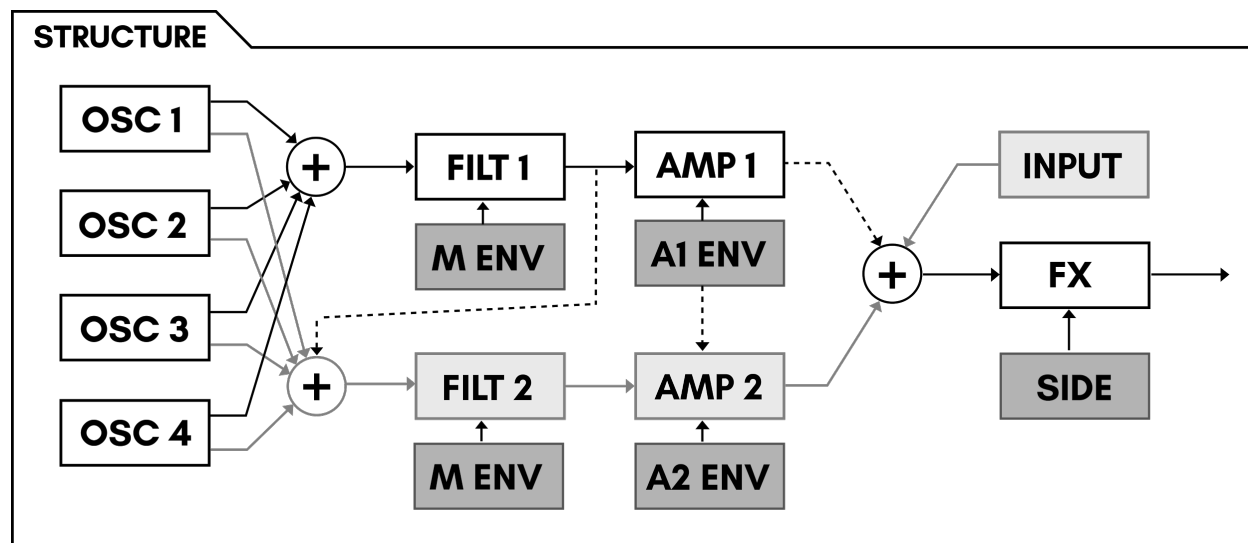 STRUCTURE
OSC 1
OSC 2
OSC 3
OSC 4
+
+
FILT 1
M ENV
FILT 2
M ENV
AMP 1
A1 ENV
AMP 2
A2 ENV
+
INPUT
FX
SIDE